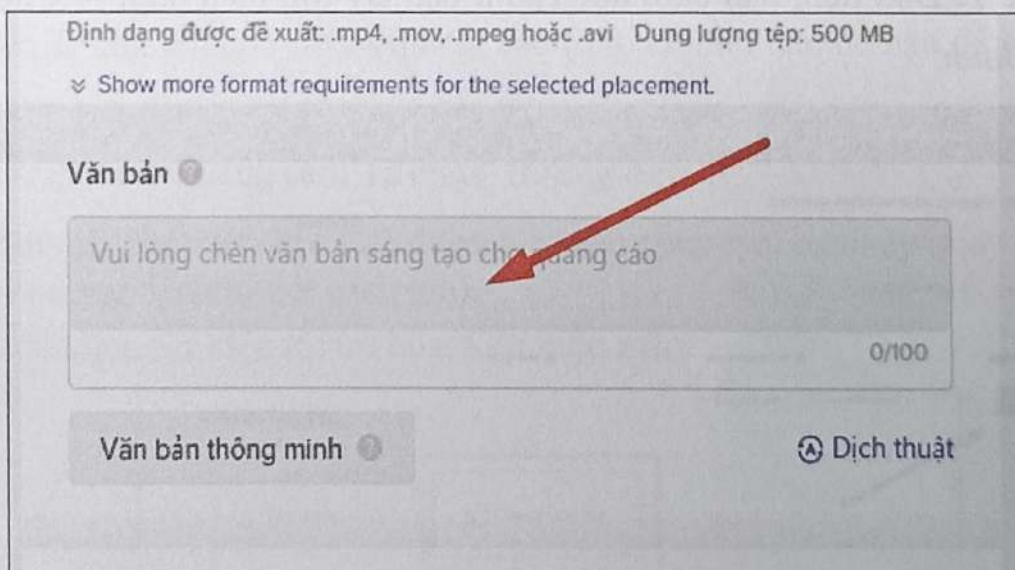 Định dạng được đề xuất: .mp4, .mov, .mpeg hoặc .avi Dung lượng tệp: 500 MB
Show more format requirements for the selected placement.
Văn bản
Vui lòng chèn văn bản sáng tạo cho quảng cáo
0/100
Văn bản thông minh
Dịch thuật